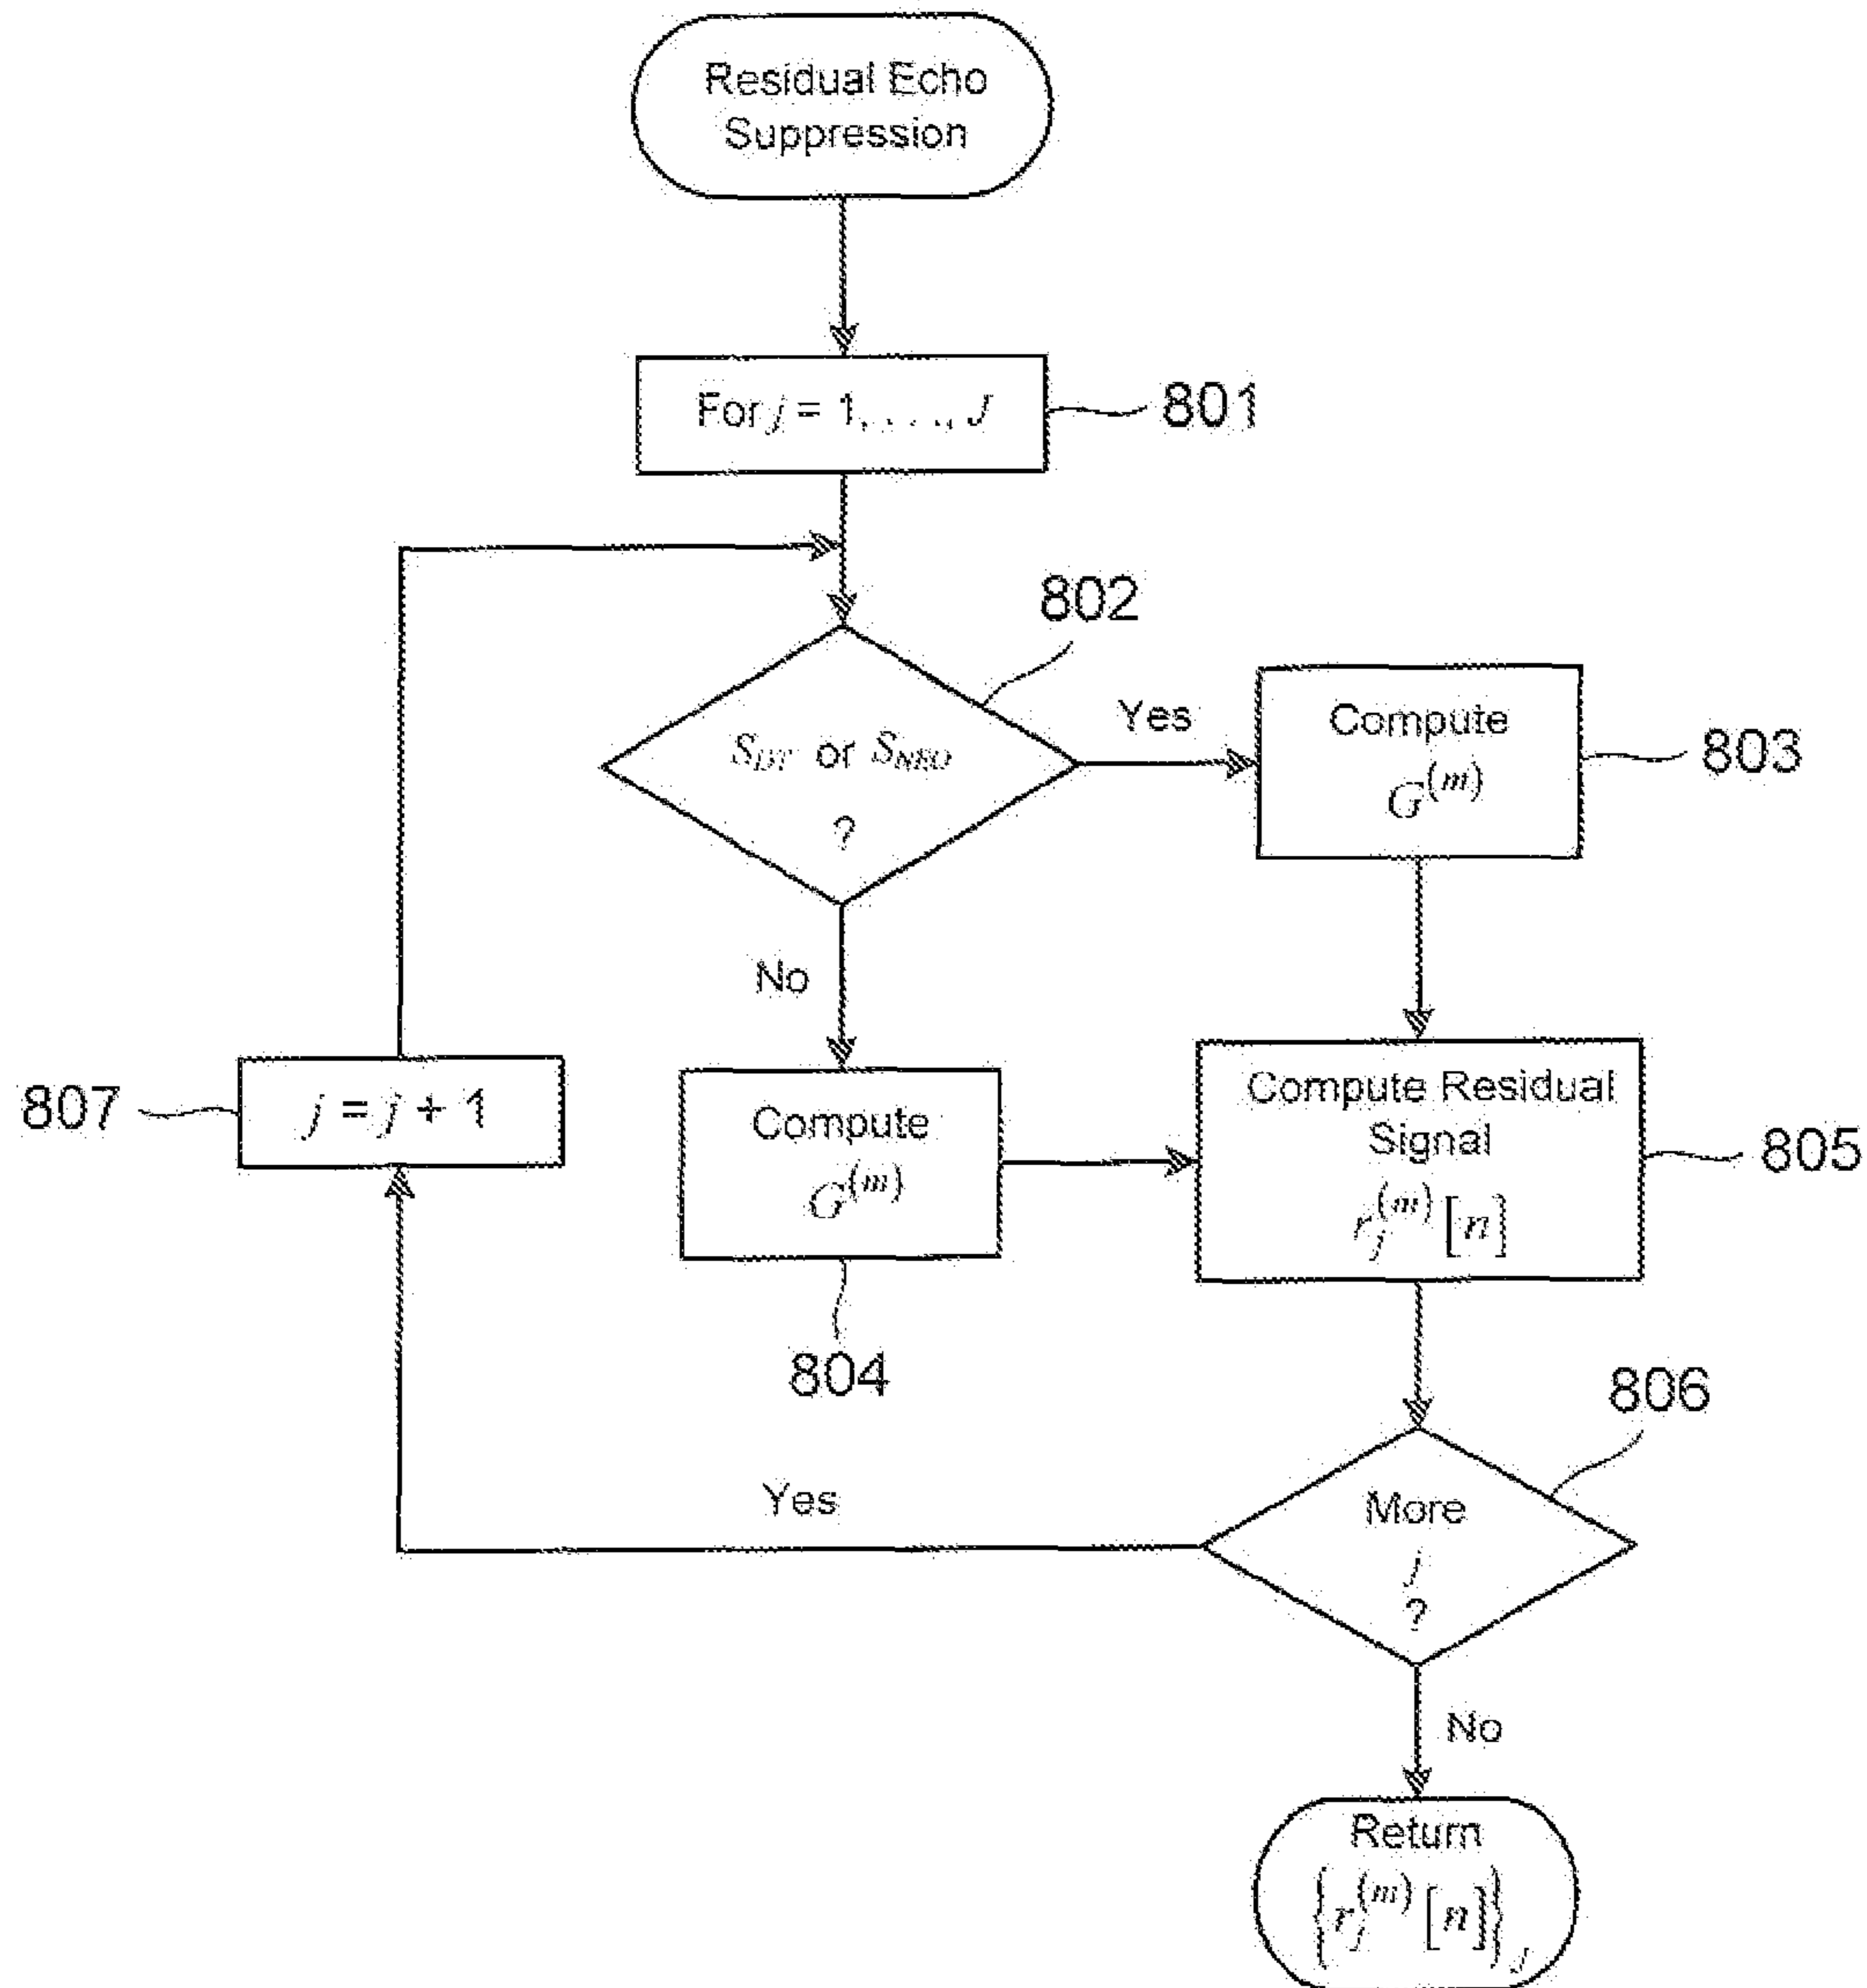 Residual Echo
Suppression
For j = 1, . . . ., J
801
802
S_DT or S_NEO
?
Yes
Compute
G^(m)
803
No
807
j = j + 1
Compute
G^(m)
804
Compute Residual
Signal
r_j^(m)[n]
805
806
More
j
?
Yes
No
Return
{r_j^(m)[n]}_J